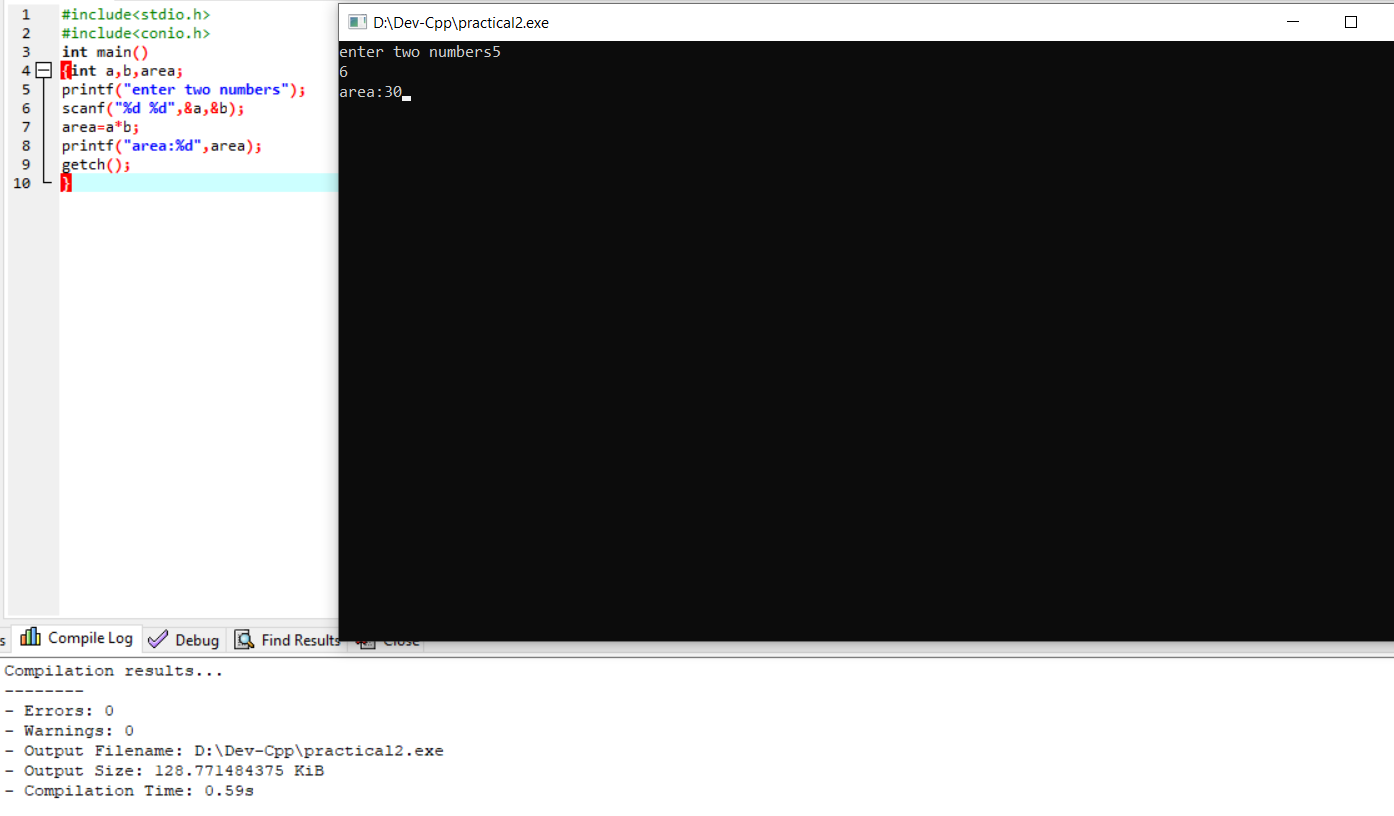 1 #include<stdio.h>
2 #include<conio.h>
3 int main()
4 {int a,b,area;
5 printf("enter two numbers");
6 scanf("%d %d",&a,&b);
7 area=a*b;
8 printf("area:%d",area);
9 getch();
10 }
D:\Dev-Cpp\practical2.exe
enter two numbers5
6
area:30
s Compile Log Debug Find Results Close
Compilation results...
--------
- Errors: 0
- Warnings: 0
- Output Filename: D:\Dev-Cpp\practical2.exe
- Output Size: 128.771484375 KiB
- Compilation Time: 0.59s